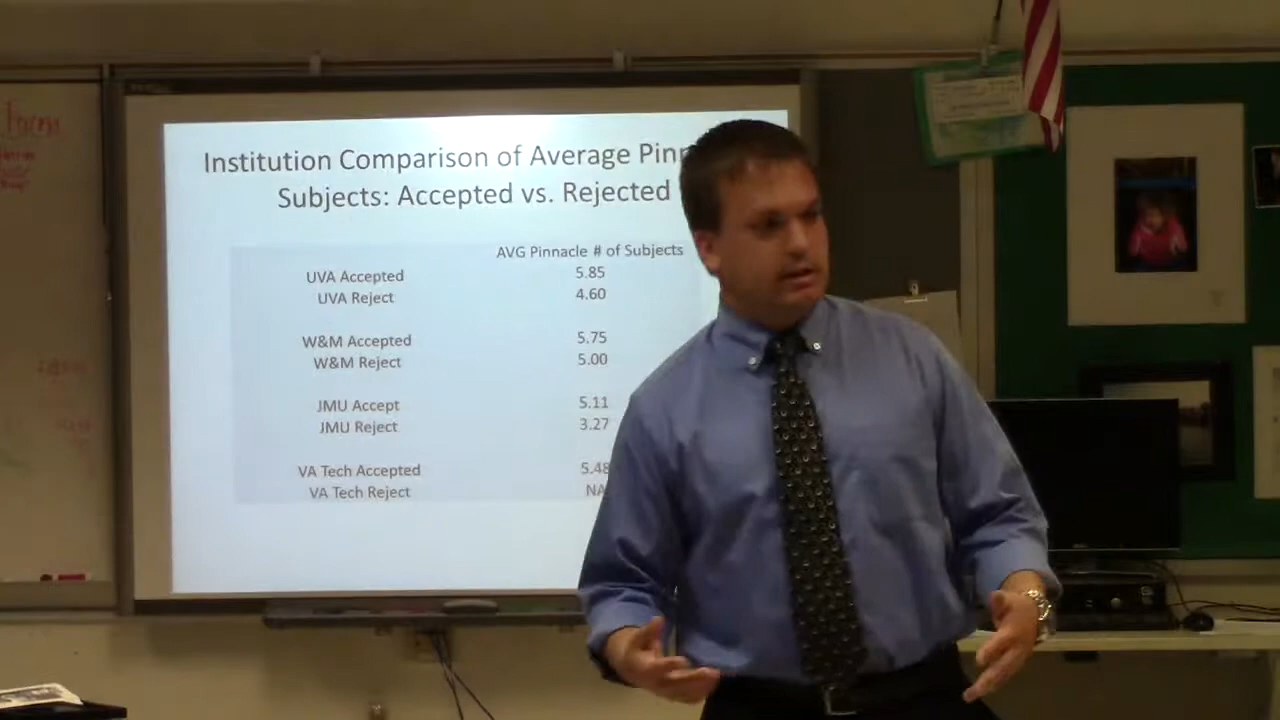 Institution Comparison of Average
Subjects: Accepted vs. Rejected
AVG Pinnacle # of Subjects
UVA Accepted 5.85
UVA Reject 4.60
W&M Accepted 5.75
W&M Reject 5.00
JMU Accept 5.11
JMU Reject 3.27
VA Tech Accepted 5.48
VA Tech Reject NA